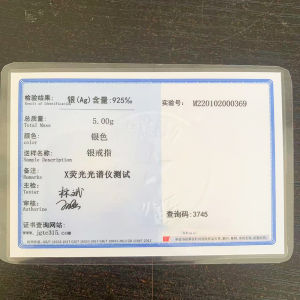 检验结果: 银(Ag)含量:925‰
Result of Identification
实验号: M220102000369
总质量: 5.00g
Total Mass
颜色: 银色
color
送样名称: 银戒指
Sample Description
备注: X荧光光谱仪测试
Remarks
主检:
Tester
审核:
Authorize
证书查询网站:
www.jgtc315.com
查询码: 3745